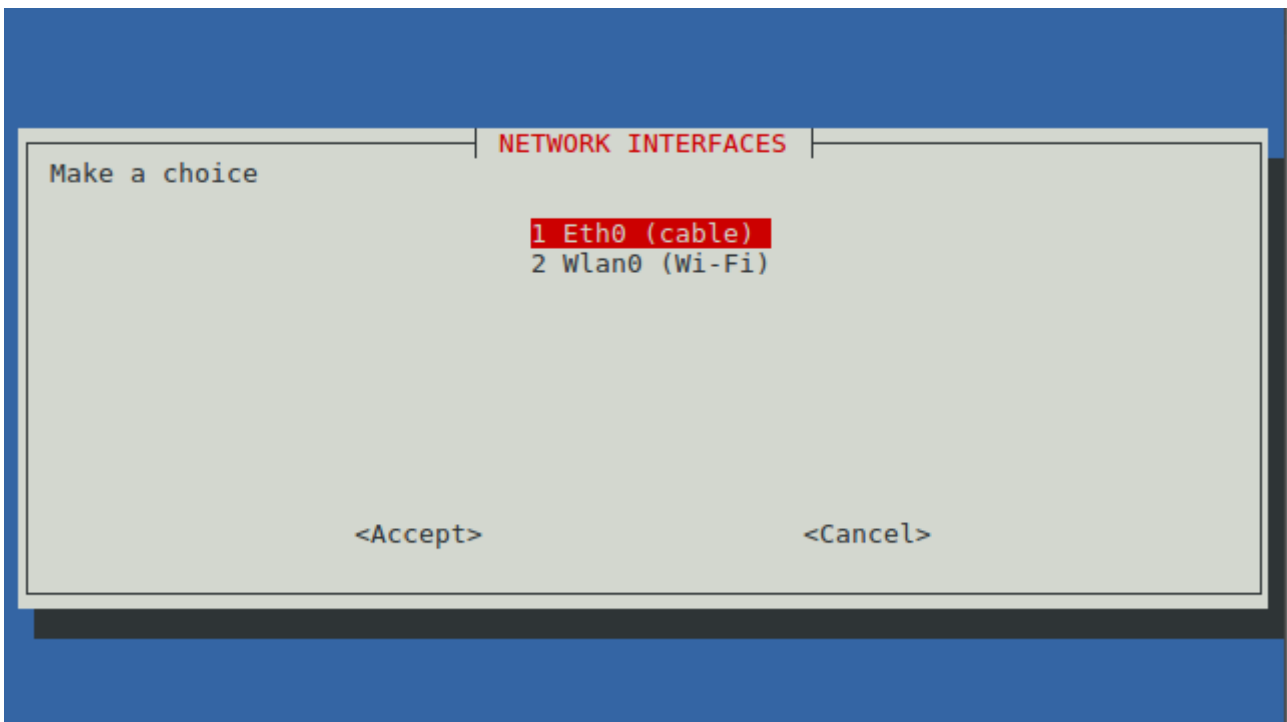 NETWORK INTERFACES
Make a choice
1 Eth0 (cable)
2 Wlan0 (Wi-Fi)
<Accept> <Cancel>